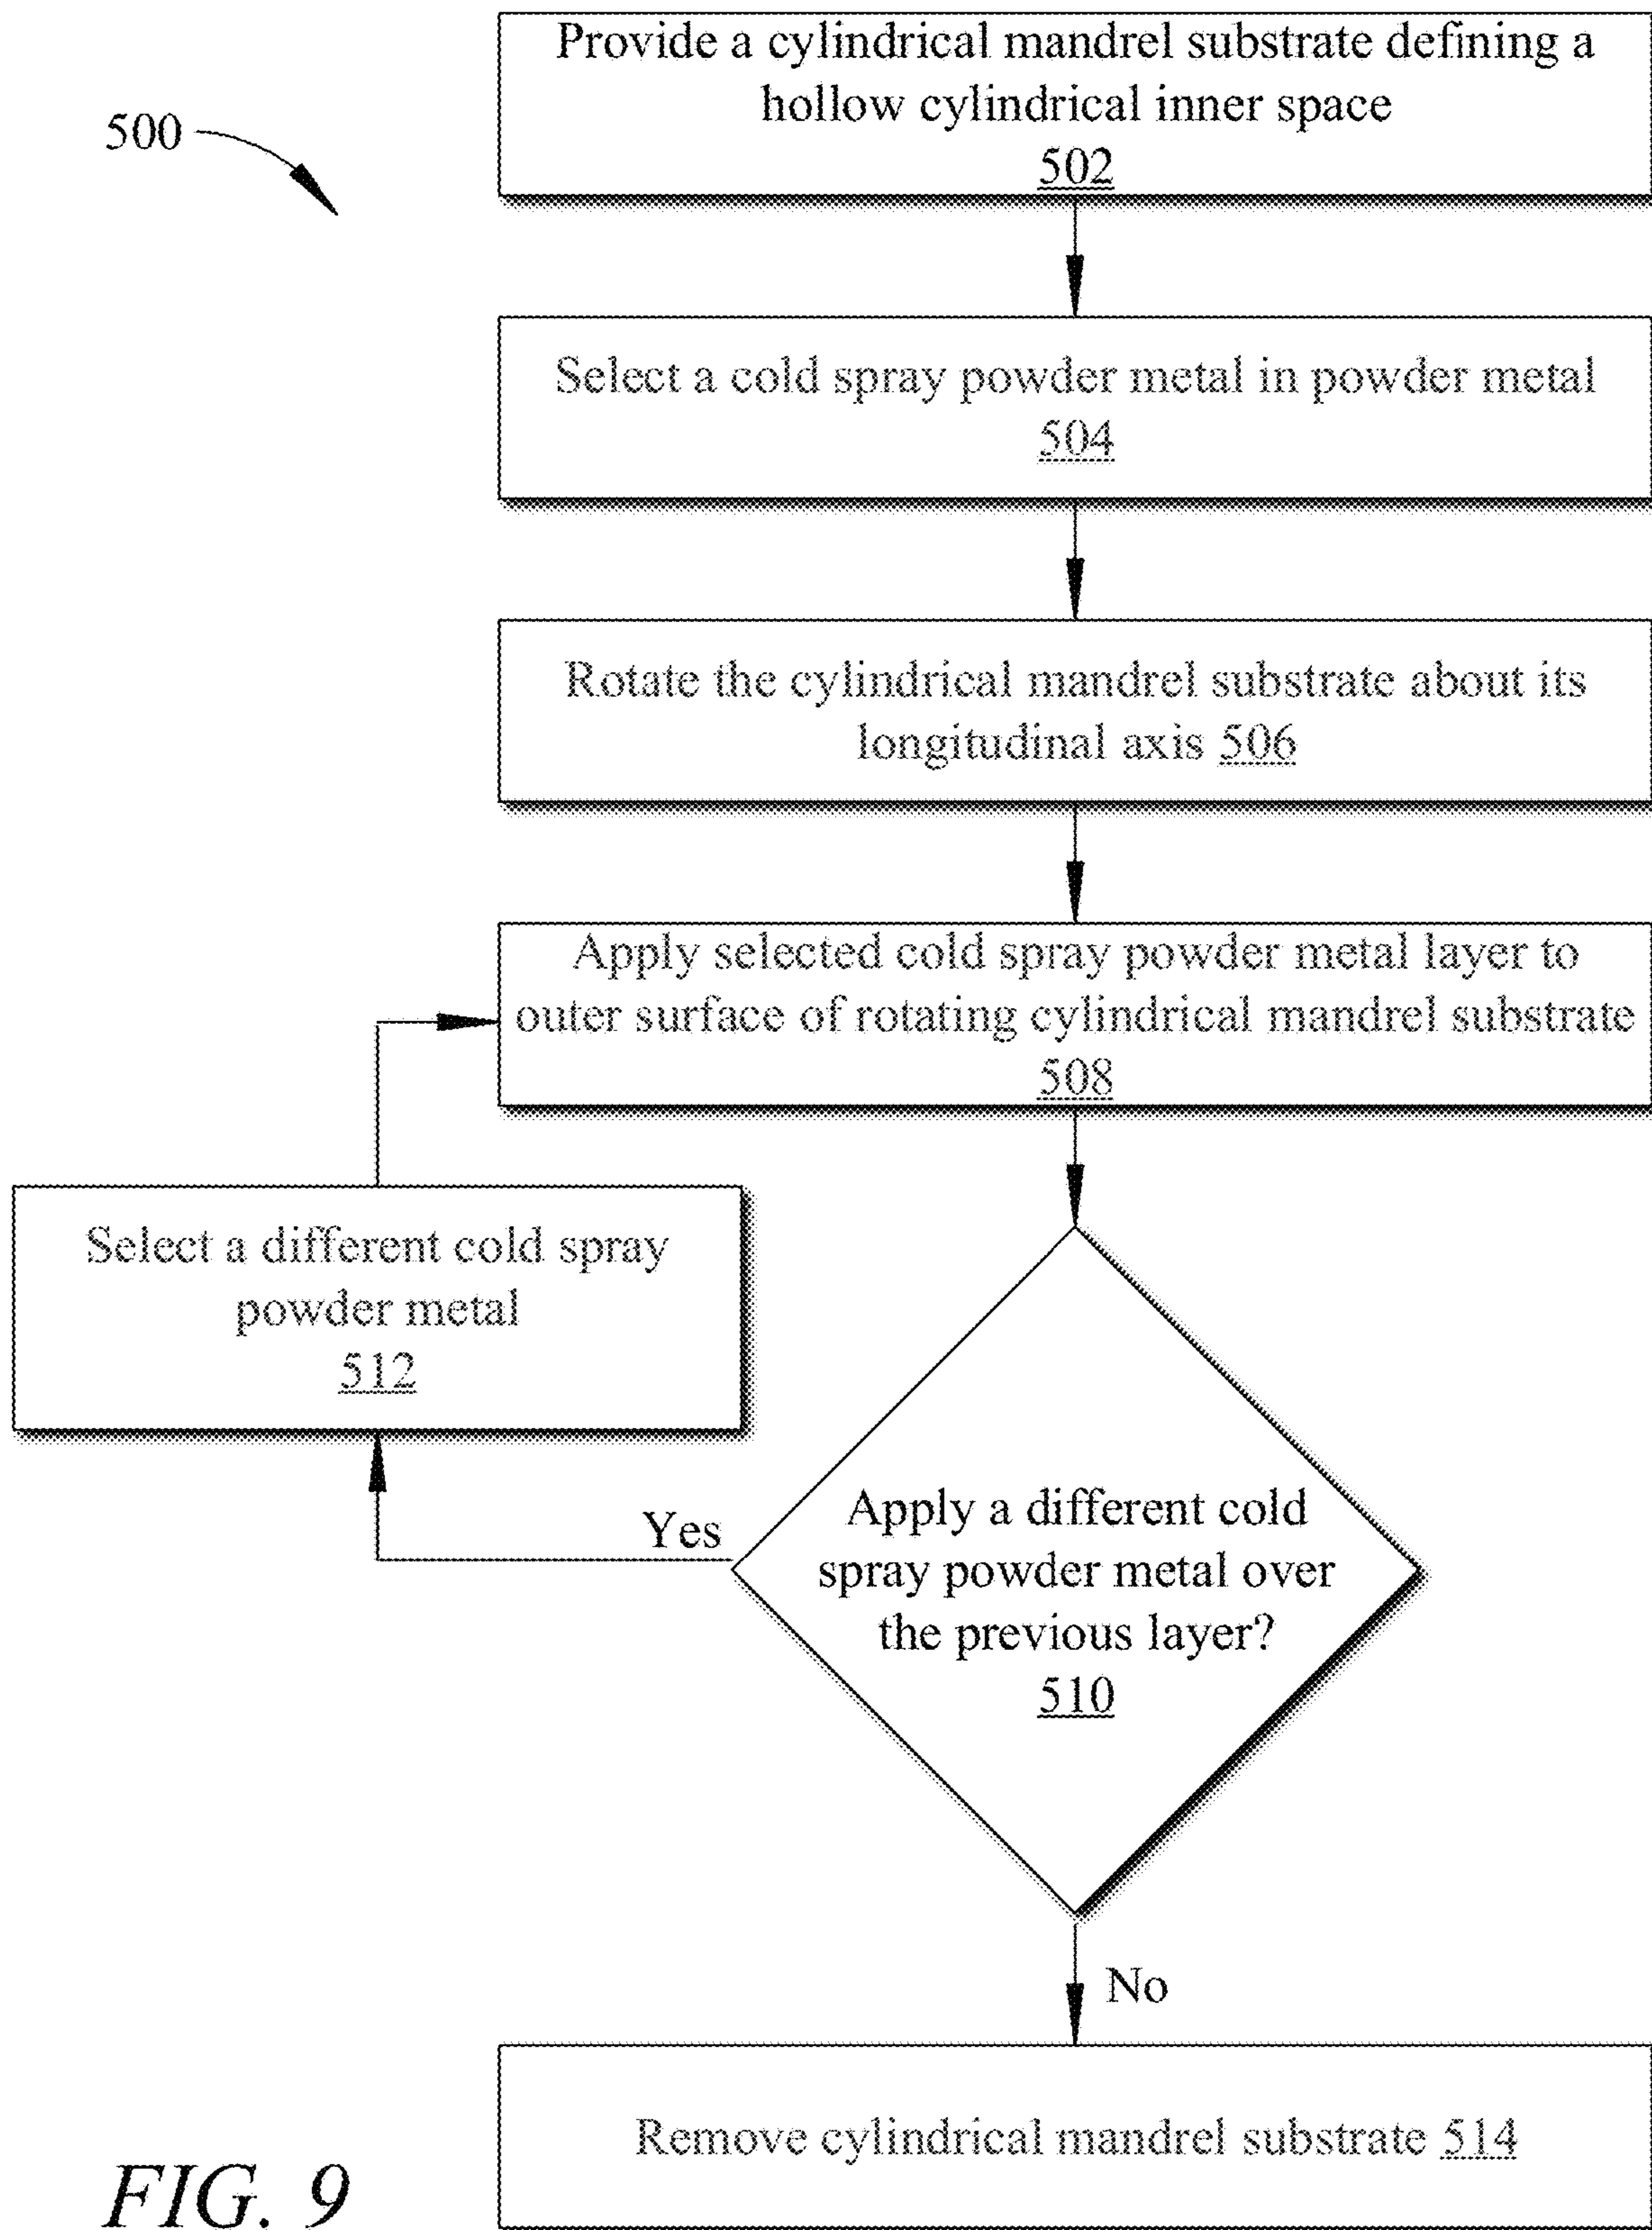 500
Provide a cylindrical mandrel substrate defining a
hollow cylindrical inner space
502
Select a cold spray powder metal in powder metal
504
Rotate the cylindrical mandrel substrate about its
longitudinal axis 506
Apply selected cold spray powder metal layer to
outer surface of rotating cylindrical mandrel substrate
508
Select a different cold spray
powder metal
512
Yes
Apply a different cold
spray powder metal over
the previous layer?
510
No
Remove cylindrical mandrel substrate 514
FIG. 9